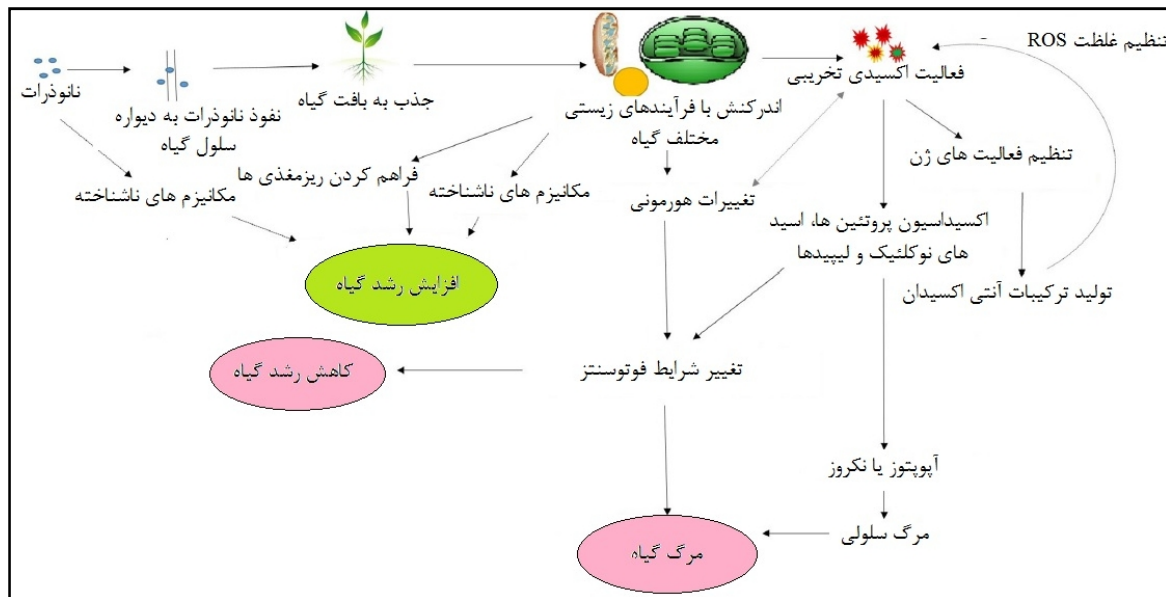 تنظیم غلظت ROS
فعالیت اکسیدی تخریبی
اندرکنش با فرآیندهای زیستی
مختلف گیاه
جذب به بافت گیاه
نفوذ نانوذرات به دیواره
سلول گیاه
نانوذرات
تنظیم فعالیت های ژن
فراهم کردن ریزمغذی ها
مکانیزم های ناشناخته
مکانیزم های ناشناخته
تغییرات هورمونی
اکسیداسیون پروتئین ها، اسید
های نوکلئیک و لیپیدها
تولید ترکیبات آنتی اکسیدان
افزایش رشد گیاه
تغییر شرایط فوتوسنتز
کاهش رشد گیاه
آپوپتوز یا نکروز
مرگ سلولی
مرگ گیاه